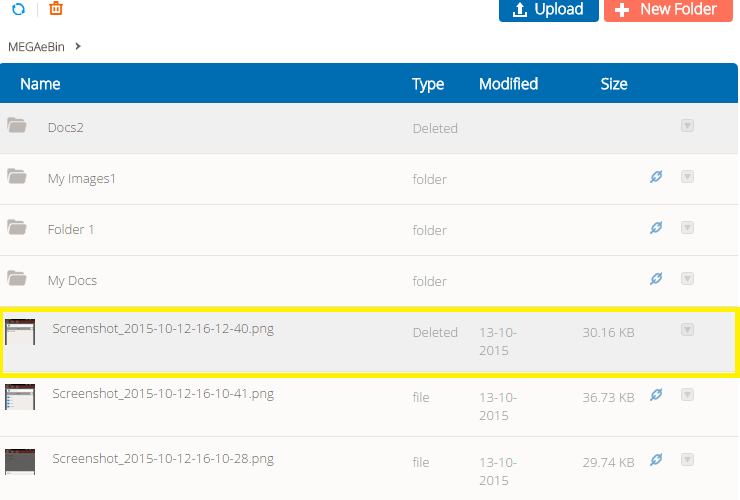 Upload New Folder
MEGAeBin >
Name Type Modified Size
Docs2 Deleted
My Images1 folder
Folder 1 folder
My Docs folder
Screenshot_2015-10-12-16-12-40.png Deleted 13-10-2015 30.16 KB
Screenshot_2015-10-12-16-10-41.png file 13-10-2015 36.73 KB
Screenshot_2015-10-12-16-10-28.png file 13-10-2015 29.74 KB